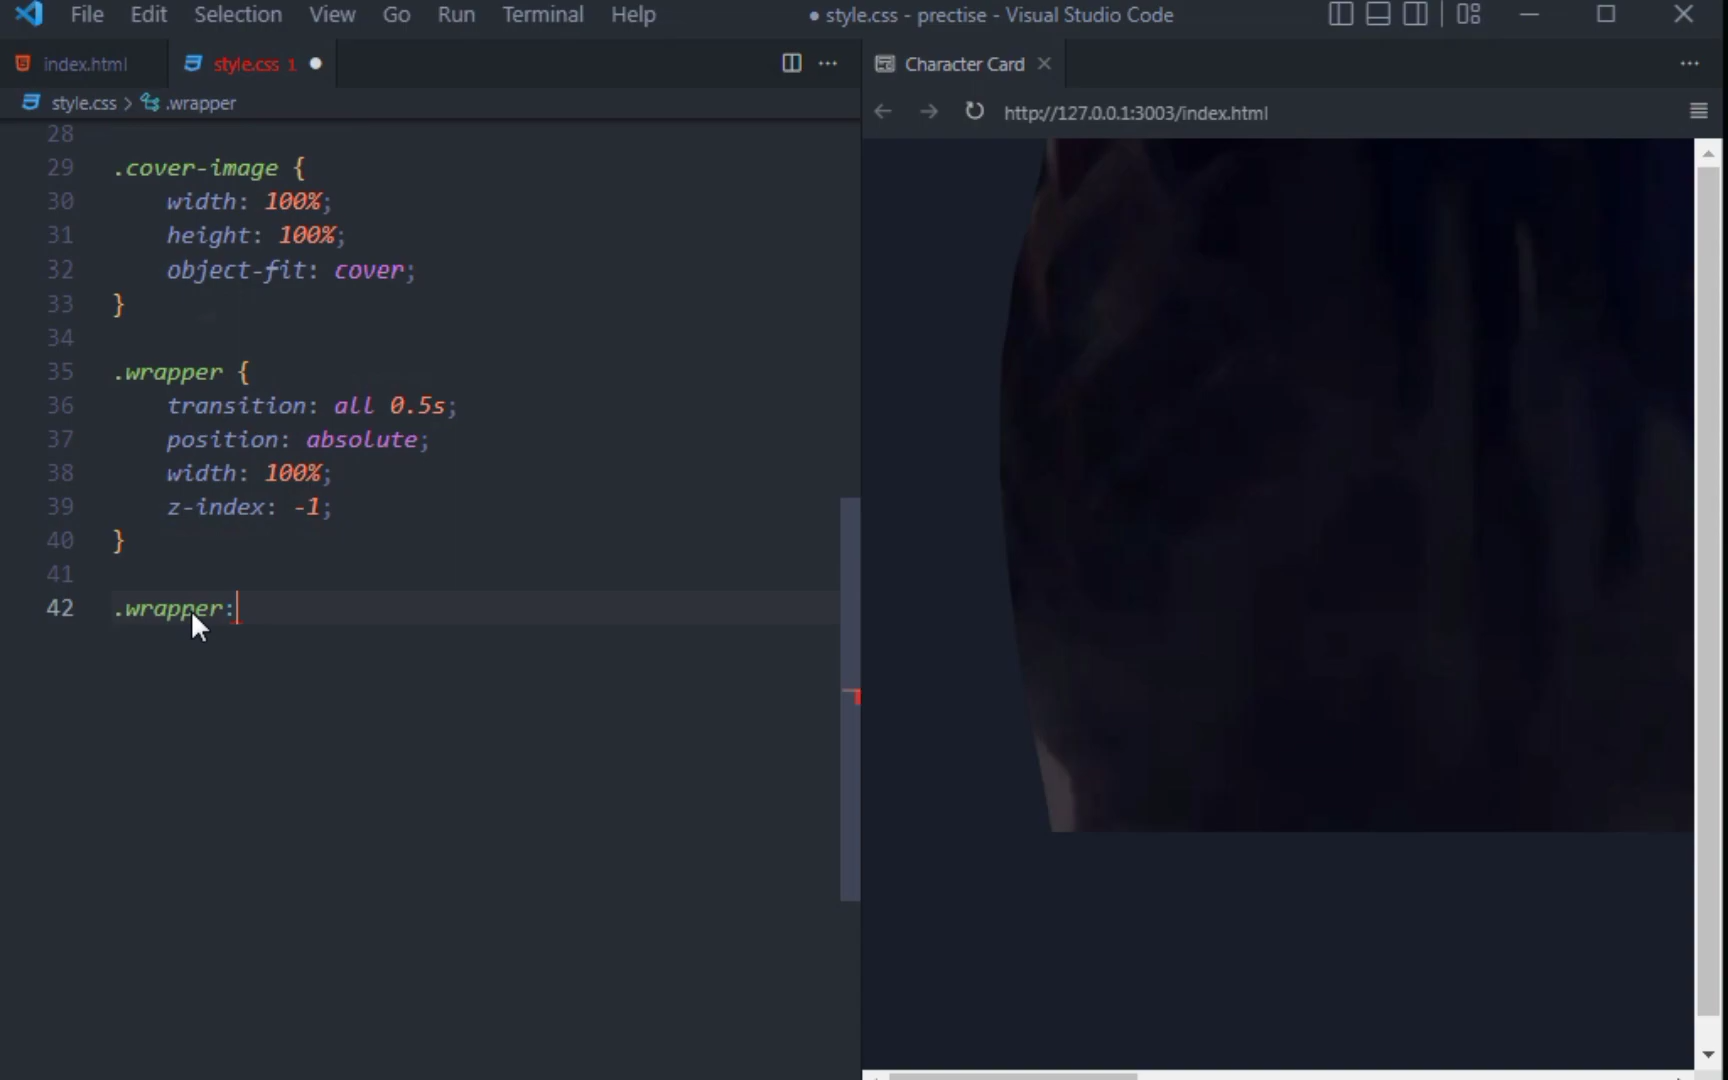 File Edit Selection View Go Run Terminal Help
● style.css - prectise - Visual Studio Code
index.html
style.css 1 ●
Character Card
style.css > .wrapper
http://127.0.0.1:3003/index.html
28
29 .cover-image {
30 width: 100%;
31 height: 100%;
32 object-fit: cover;
33 }
34
35 .wrapper {
36 transition: all 0.5s;
37 position: absolute;
38 width: 100%;
39 z-index: -1;
40 }
41
42 .wrapper: